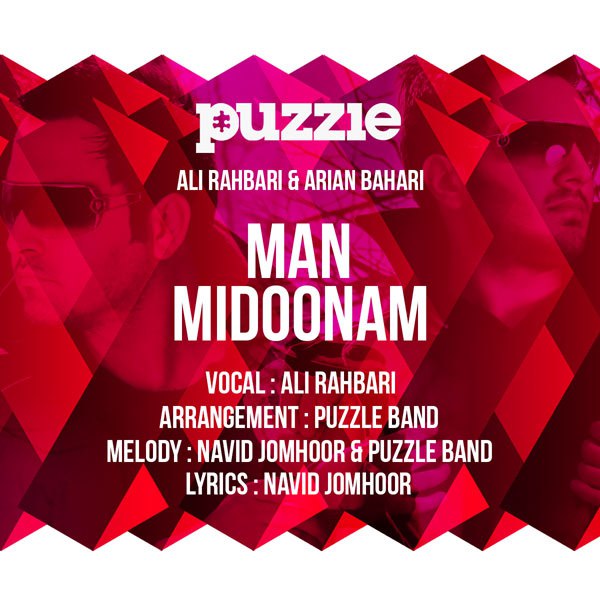 puzzle
ALI RAHBARI & ARIAN BAHARI
MAN
MIDOONAM
VOCAL : ALI RAHBARI
ARRANGEMENT : PUZZLE BAND
MELODY : NAVID JOMHOOR & PUZZLE BAND
LYRICS : NAVID JOMHOOR